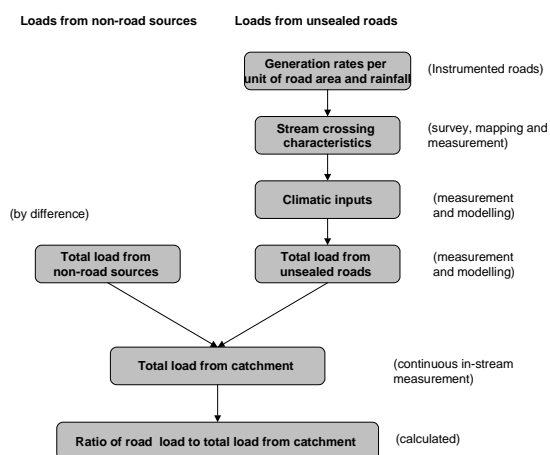 Loads from non-road sources
Loads from unsealed roads
Generation rates per
unit of road area and rainfall
(Instrumented roads)
Stream crossing
characteristics
(survey, mapping and
measurement)
Climatic inputs
(measurement
and modelling)
(by difference)
Total load from
non-road sources
Total load from
unsealed roads
(measurement
and modelling)
Total load from catchment
(continuous in-stream
measurement)
Ratio of road load to total load from catchment
(calculated)